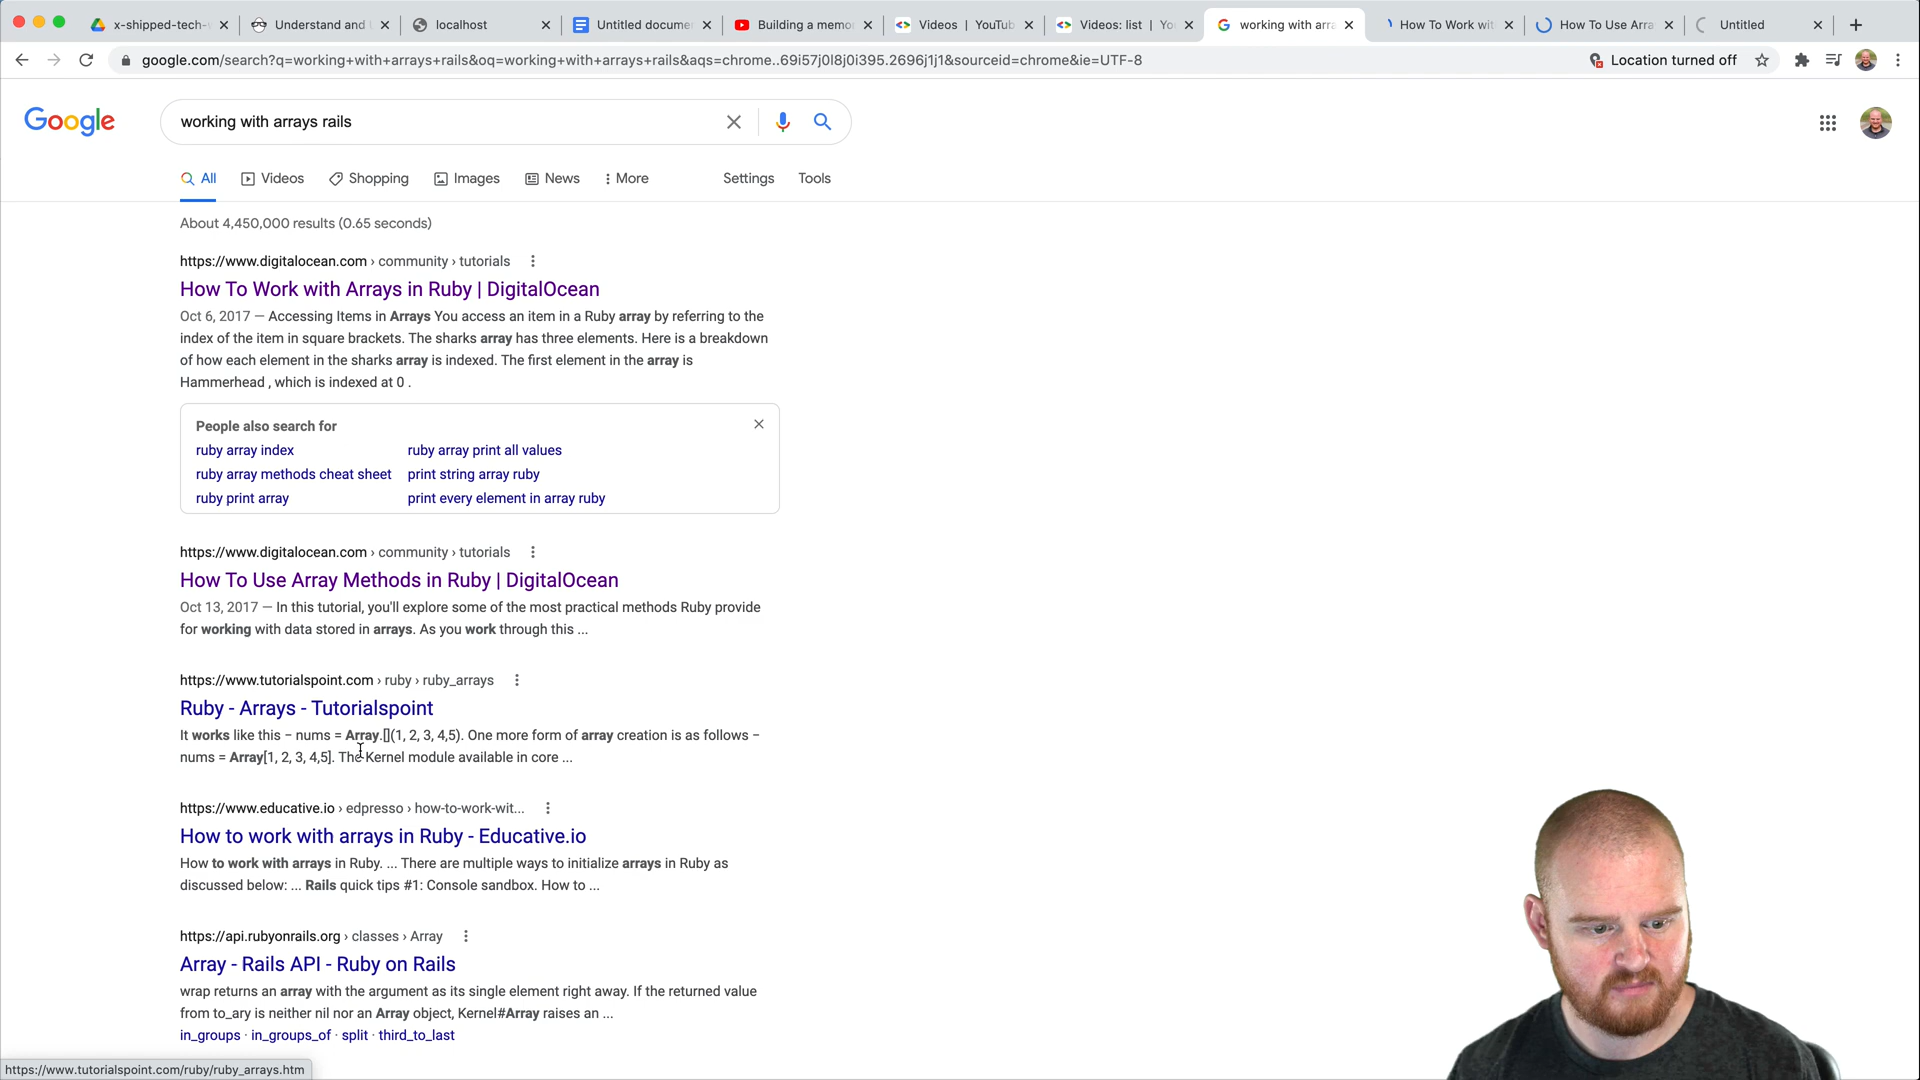 x-shipped-tech-
Understand and
localhost
Untitled docume
Building a memo
Videos | YouTub
Videos: list | Yo
working with arra
How To Work wit
How To Use Arra
Untitled
google.com/search?q=working+with+arrays+rails&oq=working+with+arrays+rails&aqs=chrome..69i57j0l8j0i395.2696j1j1&sourceid=chrome&ie=UTF-8
Location turned off
Google
working with arrays rails
All
Videos
Shopping
Images
News
More
Settings
Tools
About 4,450,000 results (0.65 seconds)
https://www.digitalocean.com › community › tutorials
How To Work with Arrays in Ruby | DigitalOcean
Oct 6, 2017 — Accessing Items in Arrays You access an item in a Ruby array by referring to the
index of the item in square brackets. The sharks array has three elements. Here is a breakdown
of how each element in the sharks array is indexed. The first element in the array is
Hammerhead , which is indexed at 0 .
People also search for
ruby array index
ruby array print all values
ruby array methods cheat sheet
print string array ruby
ruby print array
print every element in array ruby
https://www.digitalocean.com › community › tutorials
How To Use Array Methods in Ruby | DigitalOcean
Oct 13, 2017 — In this tutorial, you'll explore some of the most practical methods Ruby provide
for working with data stored in arrays. As you work through this ...
https://www.tutorialspoint.com › ruby › ruby_arrays
Ruby - Arrays - Tutorialspoint
It works like this − nums = Array.[](1, 2, 3, 4,5). One more form of array creation is as follows −
nums = Array[1, 2, 3, 4,5]. The Kernel module available in core ...
https://www.educative.io › edpresso › how-to-work-wit...
How to work with arrays in Ruby - Educative.io
How to work with arrays in Ruby. ... There are multiple ways to initialize arrays in Ruby as
discussed below: ... Rails quick tips #1: Console sandbox. How to ...
https://api.rubyonrails.org › classes › Array
Array - Rails API - Ruby on Rails
wrap returns an array with the argument as its single element right away. If the returned value
from to_ary is neither nil nor an Array object, Kernel#Array raises an ...
in_groups · in_groups_of · split · third_to_last
https://www.tutorialspoint.com/ruby/ruby_arrays.htm